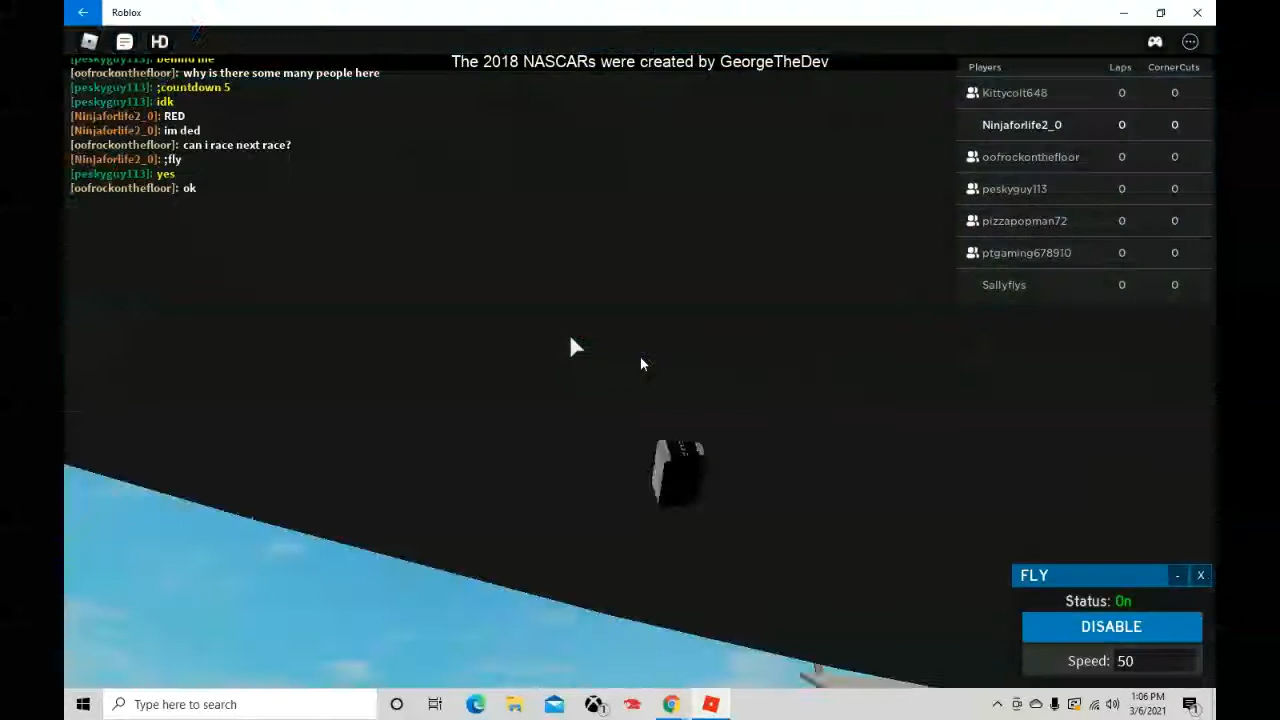 Roblox
HD
The 2018 NASCARs were created by GeorgeTheDev
[peskyguy113]: behind me
[oofrockonthefloor]: why is there some many people here
[peskyguy113]: ;countdown 5
[peskyguy113]: idk
[Ninjaforlife2_0]: RED
[Ninjaforlife2_0]: im ded
[oofrockonthefloor]: can i race next race?
[Ninjaforlife2_0]: ;fly
[peskyguy113]: yes
[oofrockonthefloor]: ok
Players Laps CornerCuts
Kittycolt648 0 0
Ninjaforlife2_0 0 0
oofrockonthefloor 0 0
peskyguy113 0 0
pizzapopman72 0 0
ptgaming678910 0 0
Sallyflys 0 0
FLY - X
Status: On
DISABLE
Speed: 50
Type here to search
1:06 PM
3/6/2021